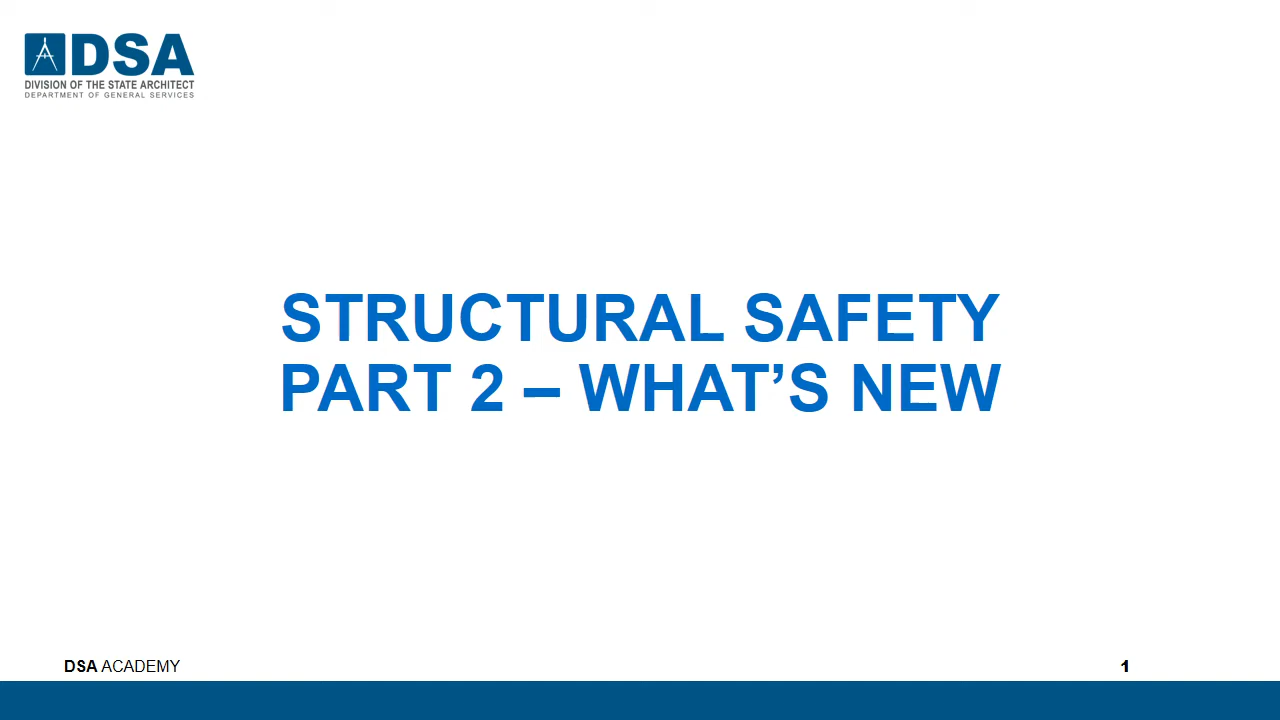 DSA
DIVISION OF THE STATE ARCHITECT
DEPARTMENT OF GENERAL SERVICES
STRUCTURAL SAFETY
PART 2 – WHAT’S NEW
DSA ACADEMY
1